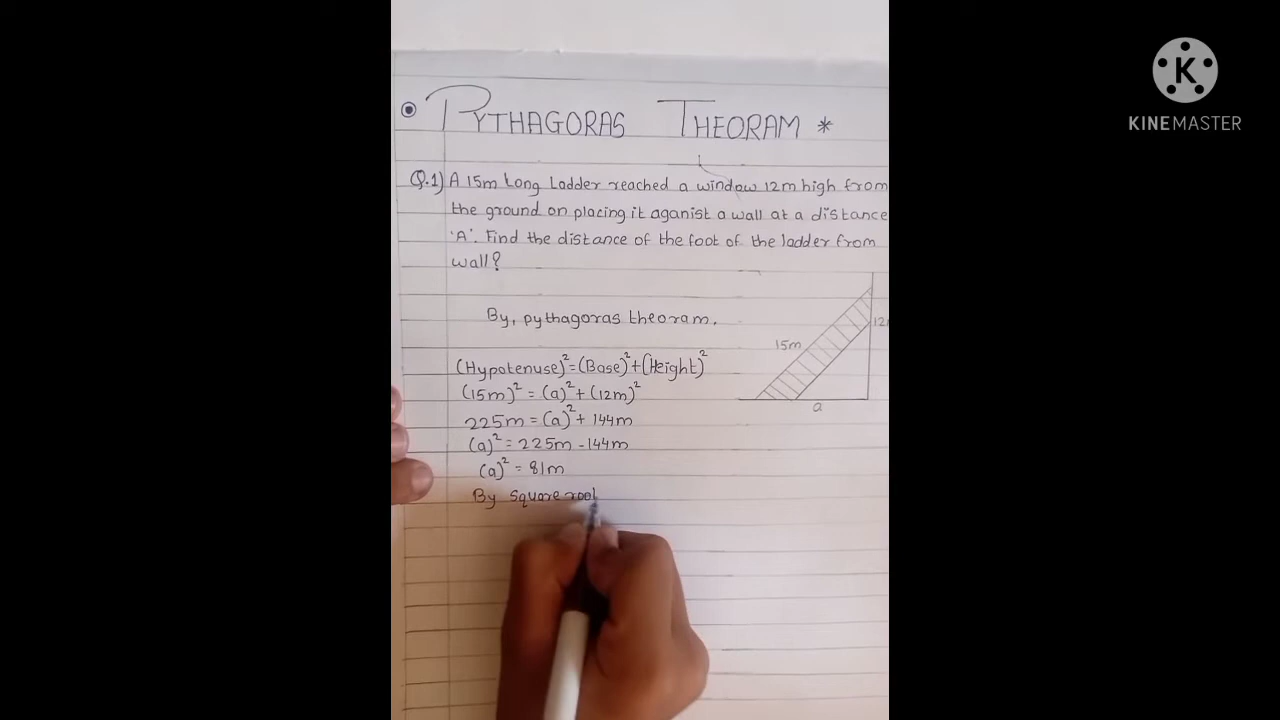 PYTHAGORAS THEORAM *
Q.1) A 15m Long Ladder reached a window 12m high from
the ground on placing it aganist a wall at a distance
'A'. Find the distance of the foot of the ladder from
wall?
By, pythagoras theoram.
(Hypotenuse)² = (Base)² + (Height)²
(15m)² = (a)² + (12m)²
225m = (a)² + 144m
(a)² = 225m - 144m
(a)² = 81m
By Square root
15m
12m
a
K
KINEMASTER